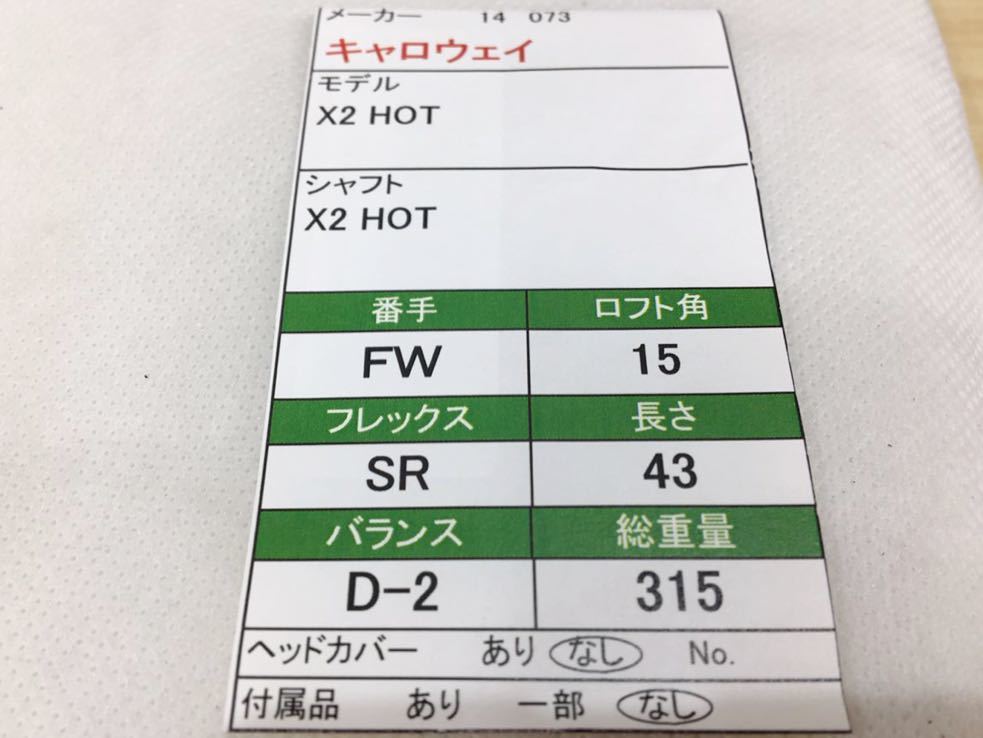 メーカー 14 073
キャロウェイ
モデル
X2 HOT
シャフト
X2 HOT
番手 ロフト角
FW 15
フレックス 長さ
SR 43
バランス 総重量
D-2 315
ヘッドカバー あり なし No.
付属品 あり 一部 なし